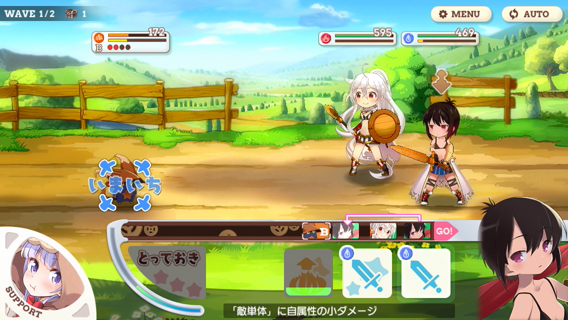 WAVE 1/2 1
MENU
AUTO
172
B
595
469
いまいち
B
GO!
とっておき
SUPPORT
「敵単体」に自属性の小ダメージ